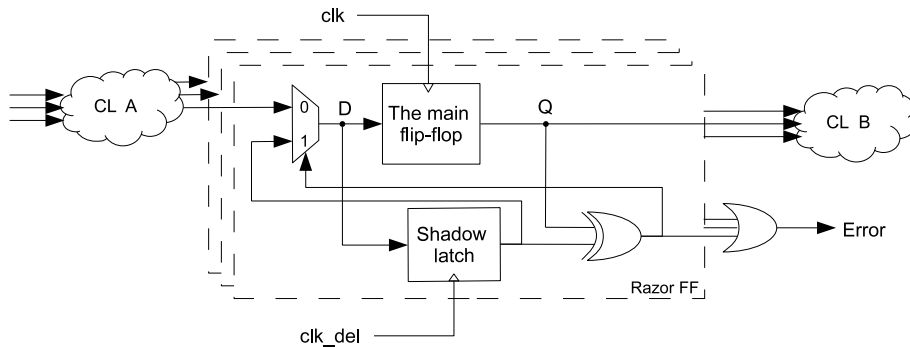 clk
CL A
0
D
The main
flip-flop
Q
CL B
1
Shadow
latch
Error
Razor FF
clk_del